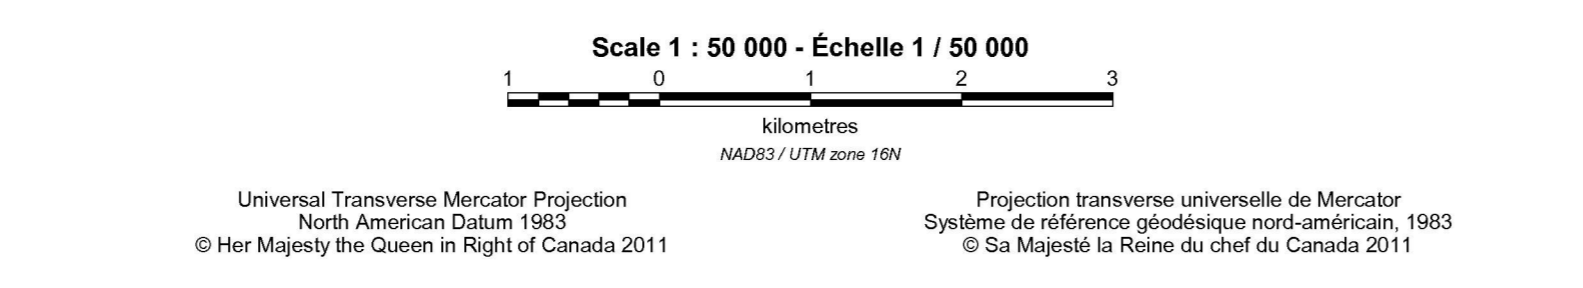 Scale 1 : 50 000 - Échelle 1 / 50 000
1 0 1 2 3
kilometres
NAD83 / UTM zone 16N
Universal Transverse Mercator Projection
North American Datum 1983
© Her Majesty the Queen in Right of Canada 2011
Projection transverse universelle de Mercator
Système de référence géodésique nord-américain, 1983
© Sa Majesté la Reine du chef du Canada 2011